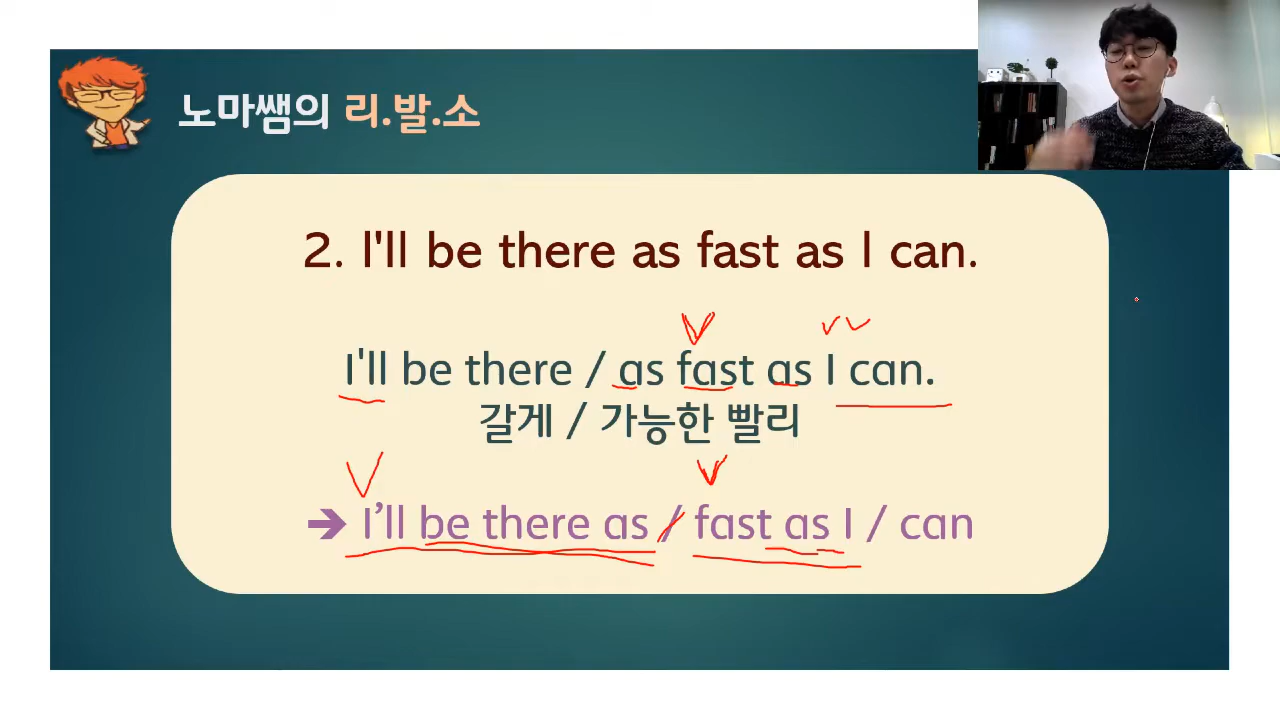 노마쌤의 리.발.소
2. I'll be there as fast as I can.
I'll be there / as fast as I can.
갈게 / 가능한 빨리
➔ I’ll be there as / fast as I / can